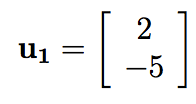 u₁ = [ 2
−5 ]